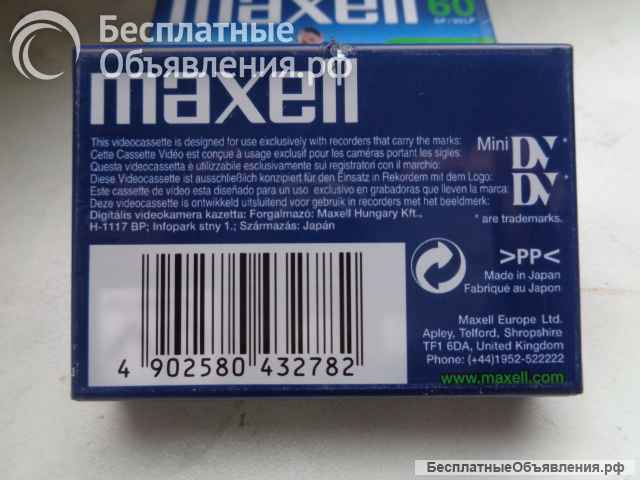 Бесплатные
Объявления.рф
maxell
60
SP / 90 LP
maxell
This videocassette is designed for use exclusively with recorders that carry the marks:
Cette Cassette Vidéo est conçue à usage exclusif pour les caméras portant les sigles:
Questa videocassetta è utilizzabile esclusivamente sui registratori con il marchio:
Diese Videocassette ist ausschließlich konzipiert für den Einsatz in Rekordern mit dem Logo:
Este cassette de video esta diseñado para un uso exclusivo en grabadoras que lleven la marca:
Deze videocassette is ontwikkeld uitsluitend voor gebruik in recorders met het beeldmerk:
Digitális videokamera kazetta: Forgalmazó: Maxell Hungary Kft.,
H-1117 BP; Infopark stny 1.; Származás: Japán
Mini DV*
DV*
* are trademarks.
>PP<
Made in Japan
Fabriqué au Japon
Maxell Europe Ltd.
Apley, Telford, Shropshire
TF1 6DA, United Kingdom
Phone: (+44)1952-522222
www.maxell.com
4 902580 432782
БесплатныеОбъявления.рф